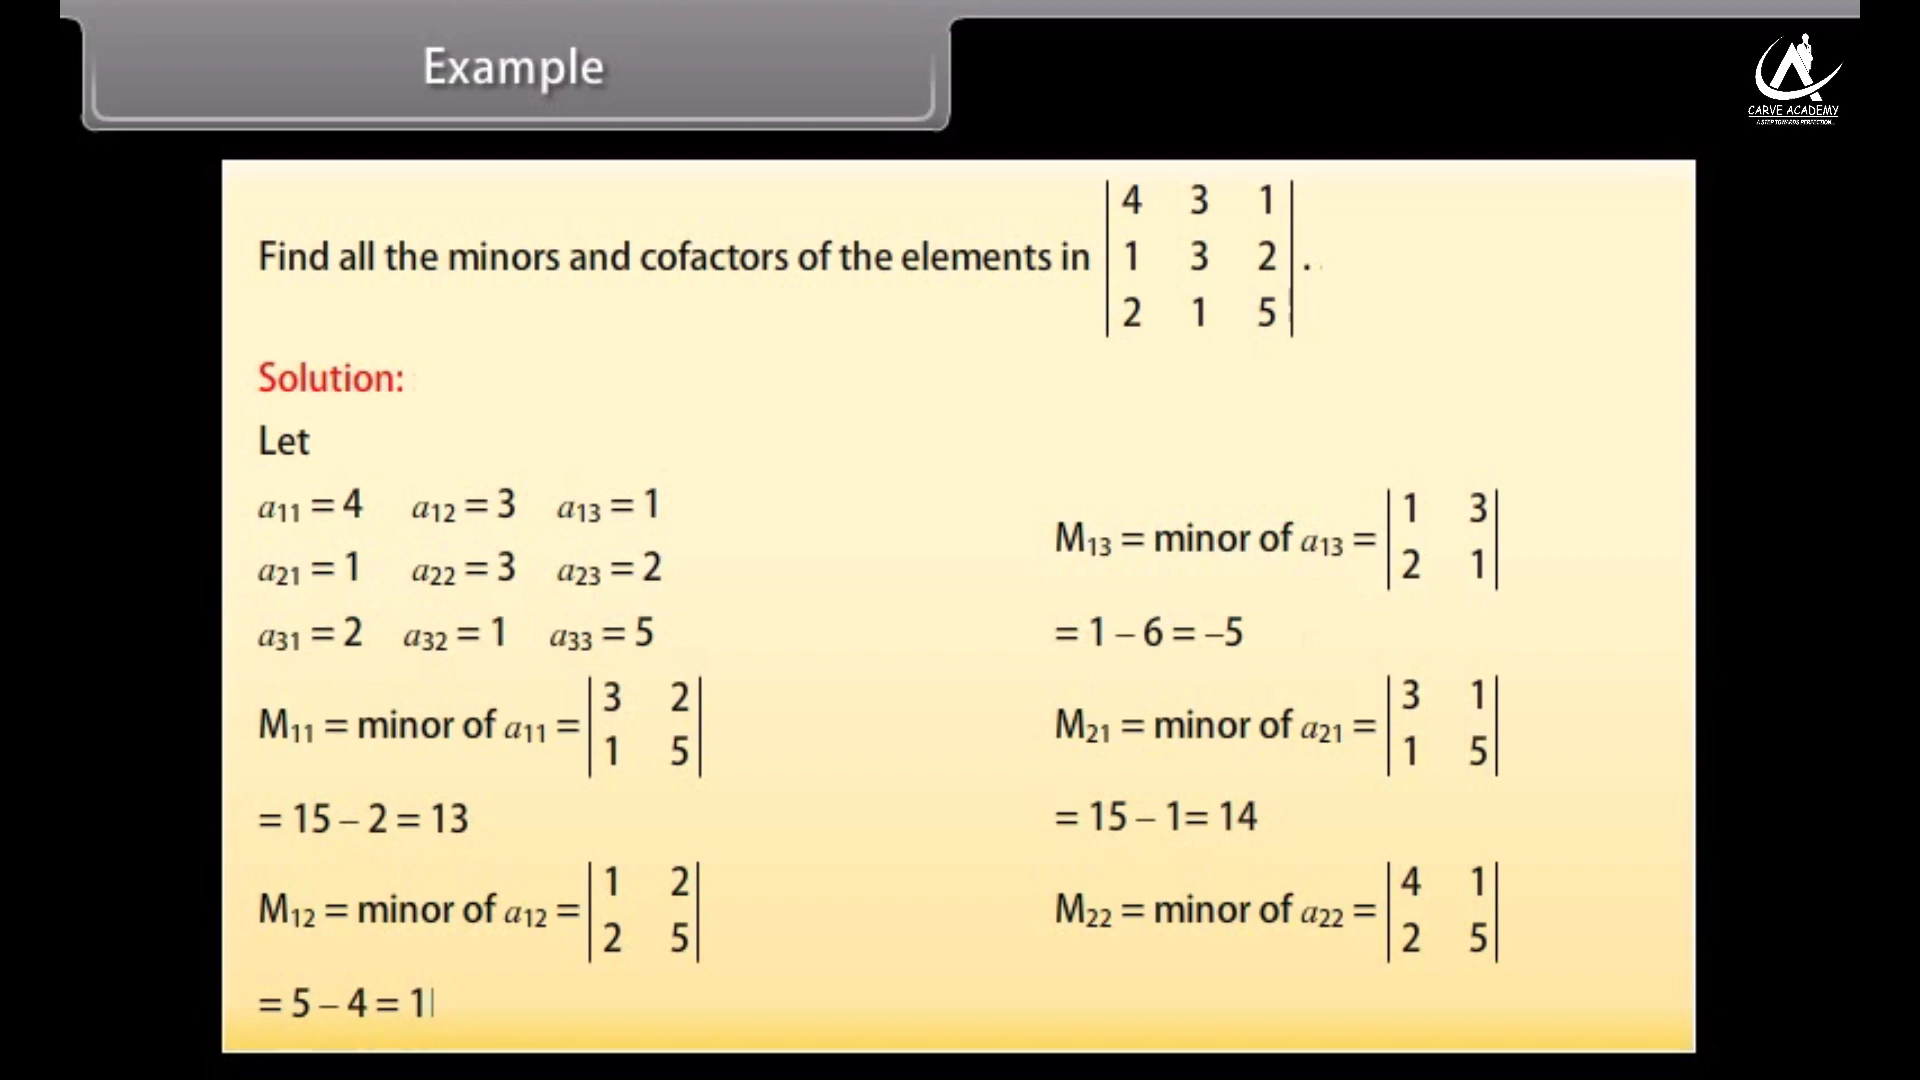 Example
CARVE ACADEMY
A STEP TOWARDS PERFECTION...
4 3 1
Find all the minors and cofactors of the elements in 1 3 2 .
2 1 5
Solution:
Let
a11 = 4 a12 = 3 a13 = 1
a21 = 1 a22 = 3 a23 = 2
a31 = 2 a32 = 1 a33 = 5
M11 = minor of a11 = |3 2|
|1 5|
= 15 – 2 = 13
M12 = minor of a12 = |1 2|
|2 5|
= 5 – 4 = 1
M13 = minor of a13 = |1 3|
|2 1|
= 1 – 6 = –5
M21 = minor of a21 = |3 1|
|1 5|
= 15 – 1= 14
M22 = minor of a22 = |4 1|
|2 5|